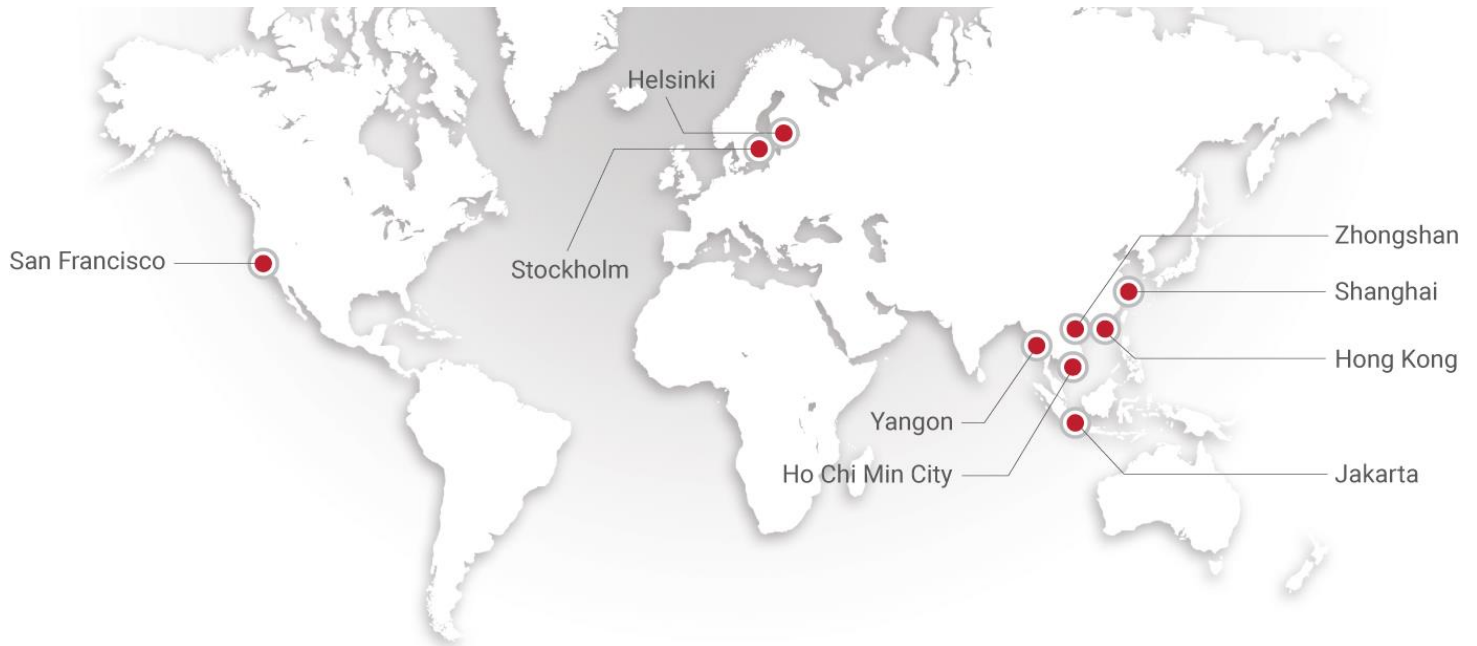 Helsinki
Zhongshan
San Francisco
Stockholm
Shanghai
Hong Kong
Yangon
Ho Chi Min City
Jakarta